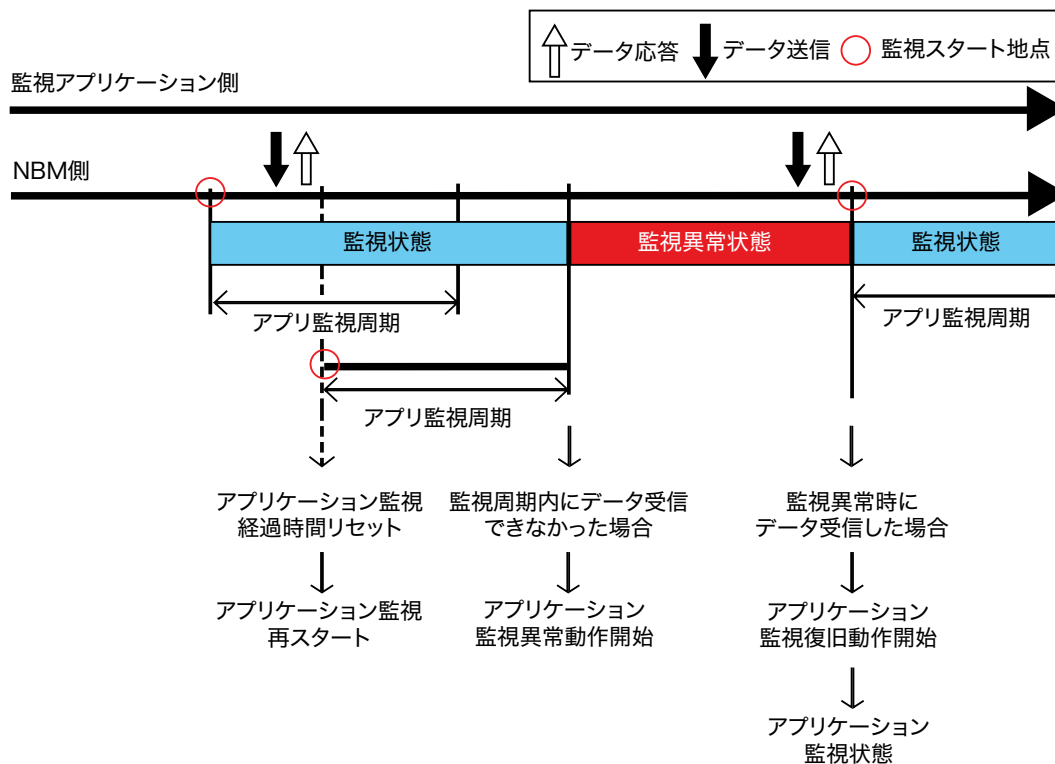 データ応答 データ送信 監視スタート地点
監視アプリケーション側
NBM側
監視状態 監視異常状態 監視状態
アプリ監視周期 アプリ監視周期
アプリ監視周期
アプリケーション監視
経過時間リセット
監視周期内にデータ受信
できなかった場合
監視異常時に
データ受信した場合
アプリケーション監視
再スタート
アプリケーション
監視異常動作開始
アプリケーション
監視復旧動作開始
アプリケーション
監視状態